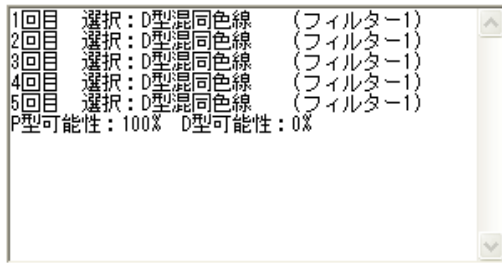 1回目　選択：D型混同色線　　(フィルター1)
2回目　選択：D型混同色線　　(フィルター1)
3回目　選択：D型混同色線　　(フィルター1)
4回目　選択：D型混同色線　　(フィルター1)
5回目　選択：D型混同色線　　(フィルター1)
P型可能性：100%　D型可能性：0%